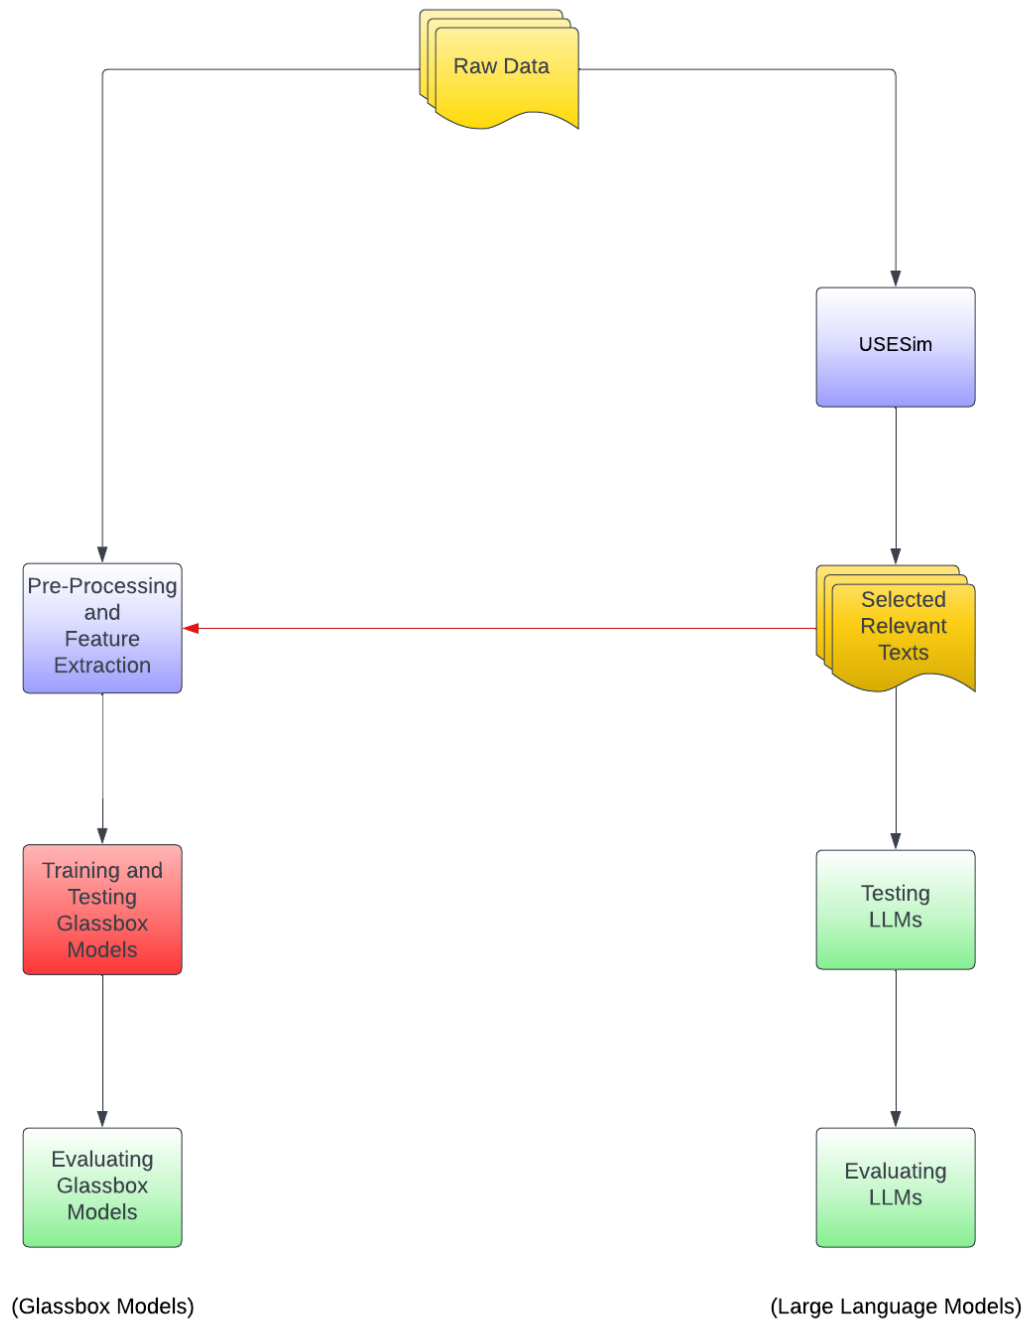 Raw Data
USESim
Pre-Processing
and
Feature
Extraction
Selected
Relevant
Texts
Training and
Testing
Glassbox
Models
Testing
LLMs
Evaluating
Glassbox
Models
Evaluating
LLMs
(Glassbox Models)
(Large Language Models)